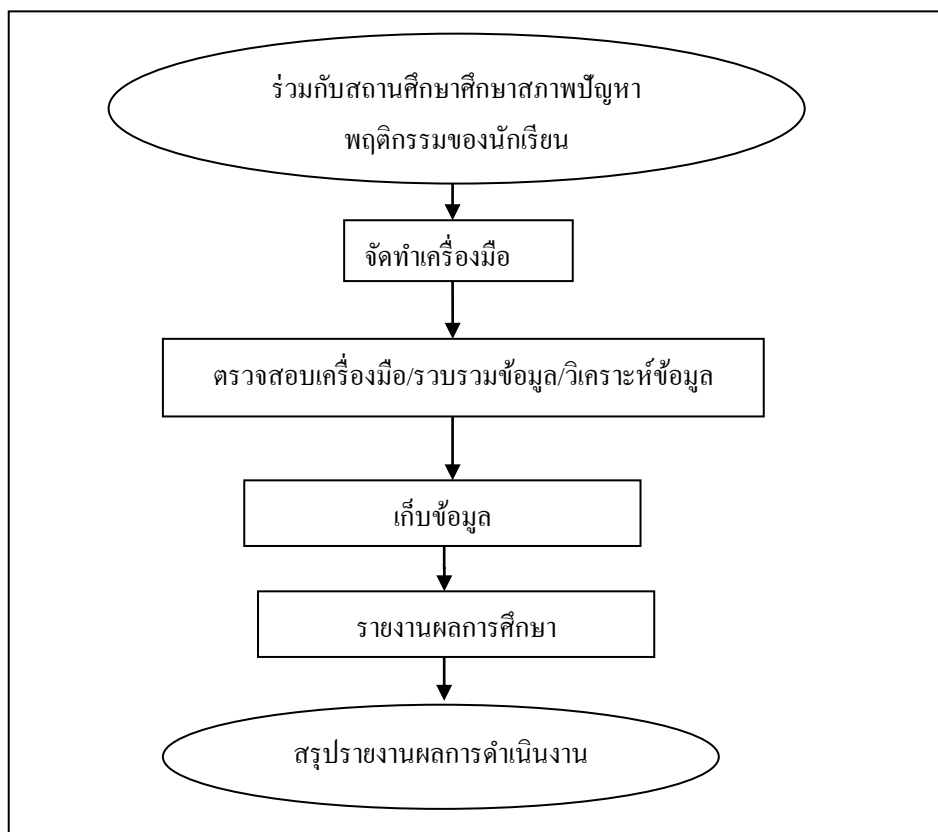 ร่วมกับสถานศึกษาศึกษาสภาพปัญหา
พฤติกรรมของนักเรียน
จัดทำเครื่องมือ
ตรวจสอบเครื่องมือ/รวบรวมข้อมูล/วิเคราะห์ข้อมูล
เก็บข้อมูล
รายงานผลการศึกษา
สรุปรายงานผลการดำเนินงาน